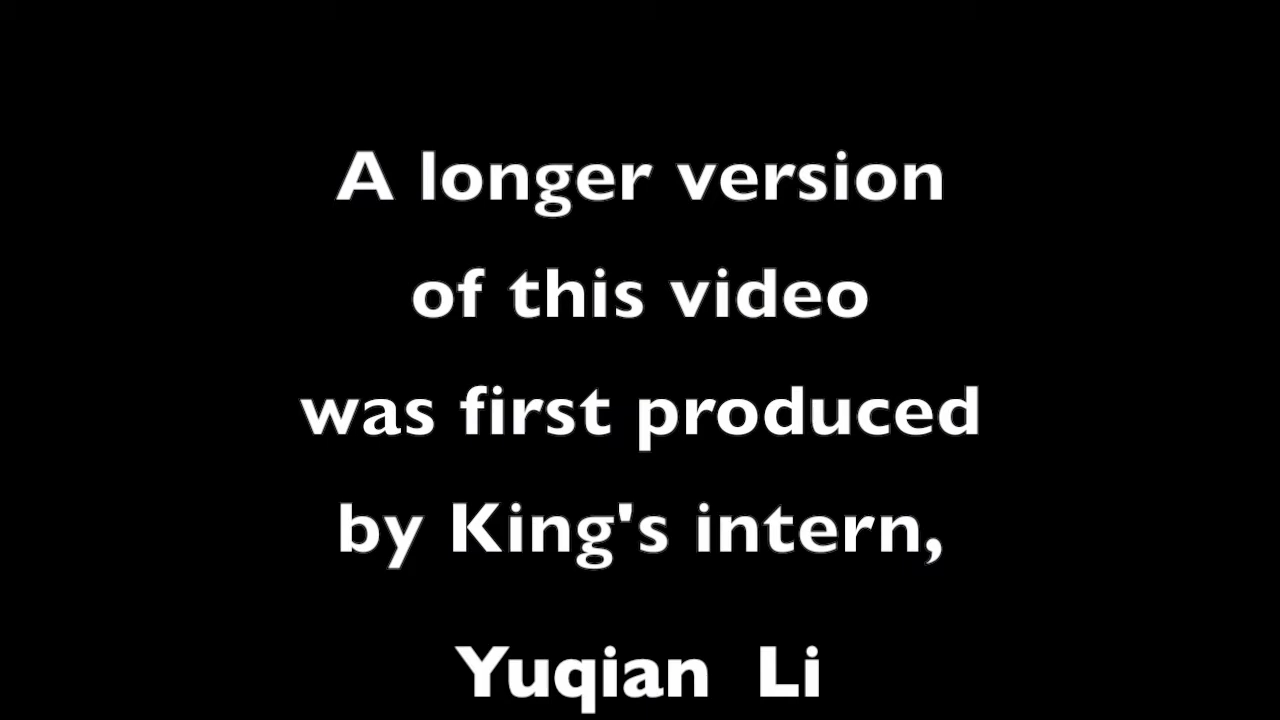 A longer version
of this video
was first produced
by King's intern,
Yuqian Li